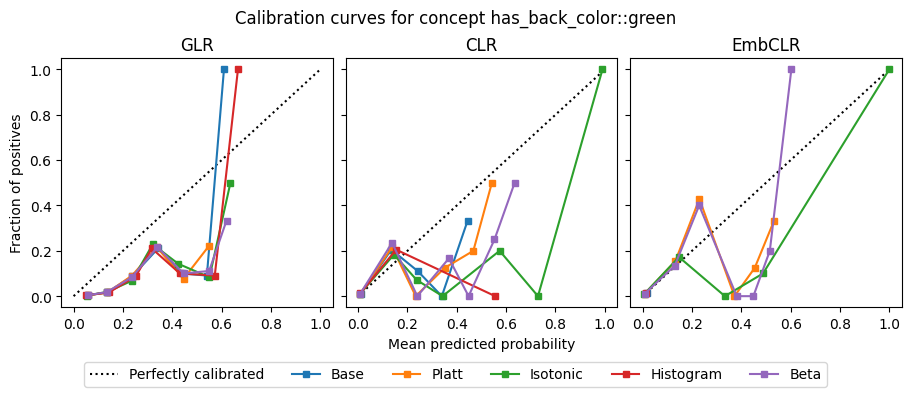 Calibration curves for concept has_back_color::green
GLR
CLR
EmbCLR
Fraction of positives
1.0
0.8
0.6
0.4
0.2
0.0
0.0 0.2 0.4 0.6 0.8 1.0
0.0 0.2 0.4 0.6 0.8 1.0
0.0 0.2 0.4 0.6 0.8 1.0
Mean predicted probability
Perfectly calibrated Base Platt Isotonic Histogram Beta